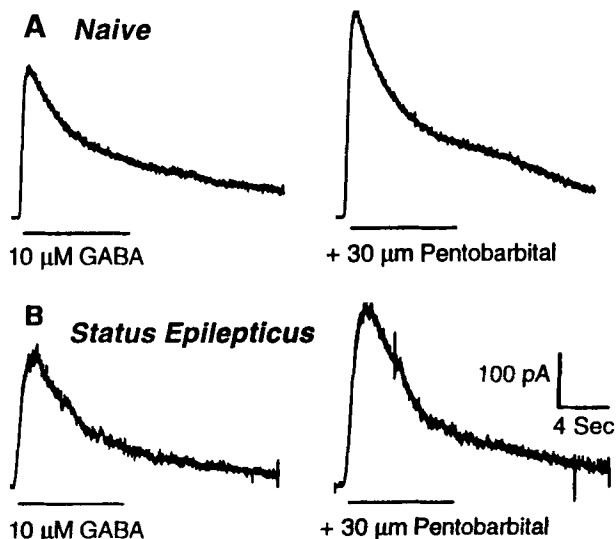 A Naive
10 μM GABA
+ 30 μm Pentobarbital
B Status Epilepticus
100 pA
4 Sec
10 μM GABA
+ 30 μm Pentobarbital